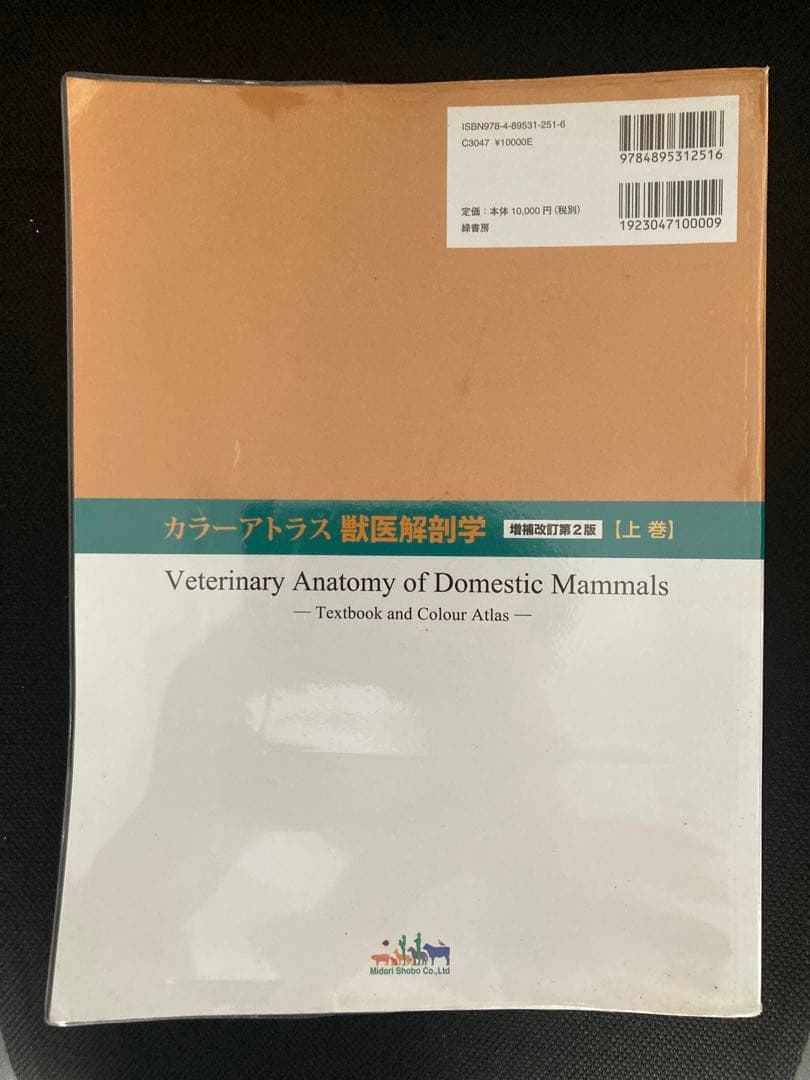 ISBN978-4-89531-251-6
C3047 ¥10000E
9784895312516
定価：本体 10,000 円（税別）
緑書房
1923047100009
カラーアトラス 獣医解剖学 増補改訂第2版【上 巻】
Veterinary Anatomy of Domestic Mammals
― Textbook and Colour Atlas ―
Midori Shobo Co.,Ltd